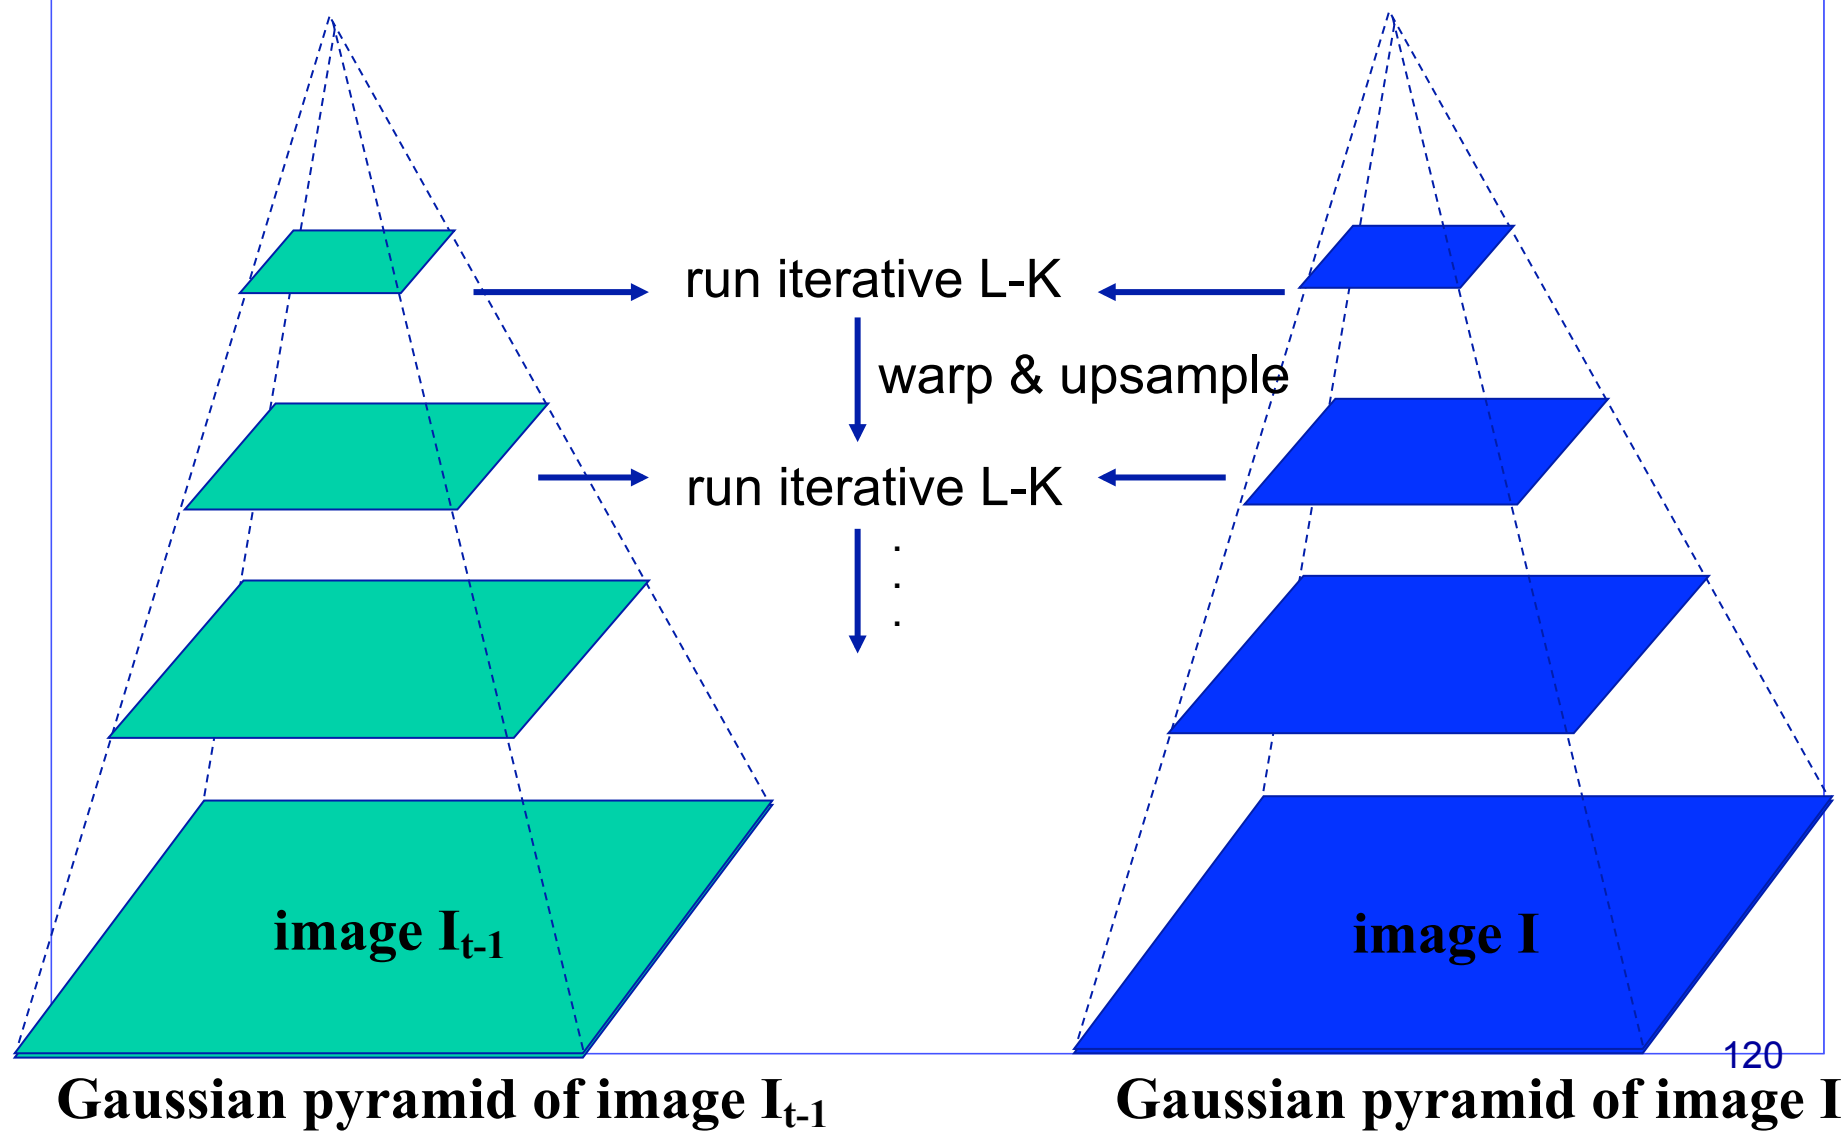 run iterative L-K
warp & upsample
run iterative L-K
.
.
.
image It-1
image I
120
Gaussian pyramid of image It-1
Gaussian pyramid of image I